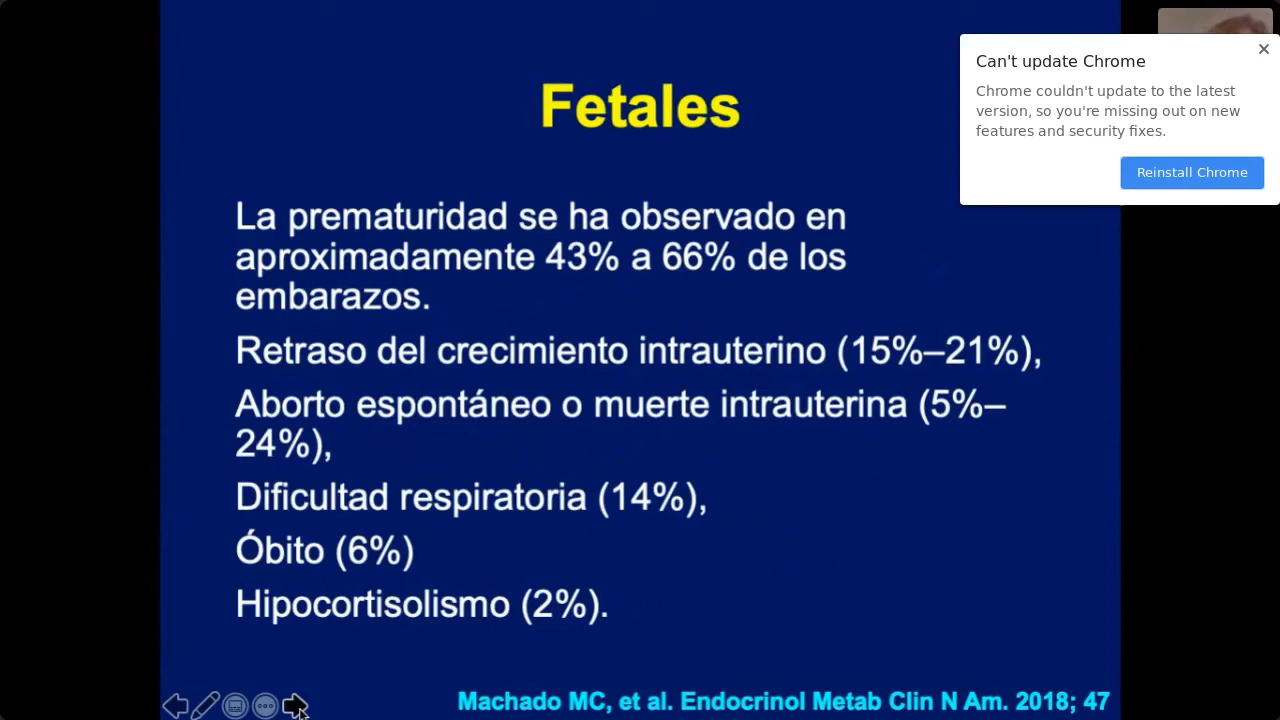 Fetales
La prematuridad se ha observado en
aproximadamente 43% a 66% de los
embarazos.
Retraso del crecimiento intrauterino (15%–21%),
Aborto espontáneo o muerte intrauterina (5%–
24%),
Dificultad respiratoria (14%),
Óbito (6%)
Hipocortisolismo (2%).
Machado MC, et al. Endocrinol Metab Clin N Am. 2018; 47
Can't update Chrome
Chrome couldn't update to the latest
version, so you're missing out on new
features and security fixes.
Reinstall Chrome